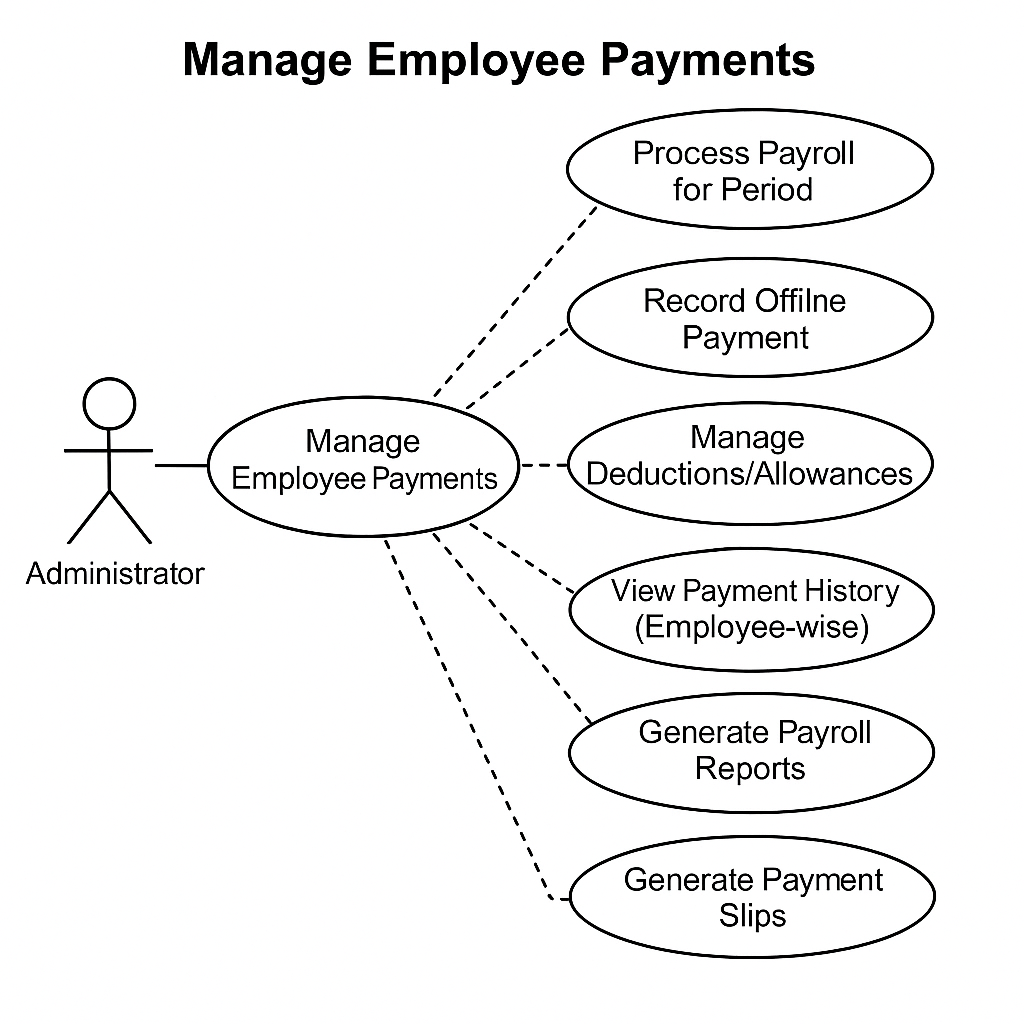 Manage Employee Payments
Process Payroll
for Period
Record Offilne
Payment
Manage
Employee Payments
Manage
Deductions/Allowances
Administrator
View Payment History
(Employee-wise)
Generate Payroll
Reports
Generate Payment
Slips